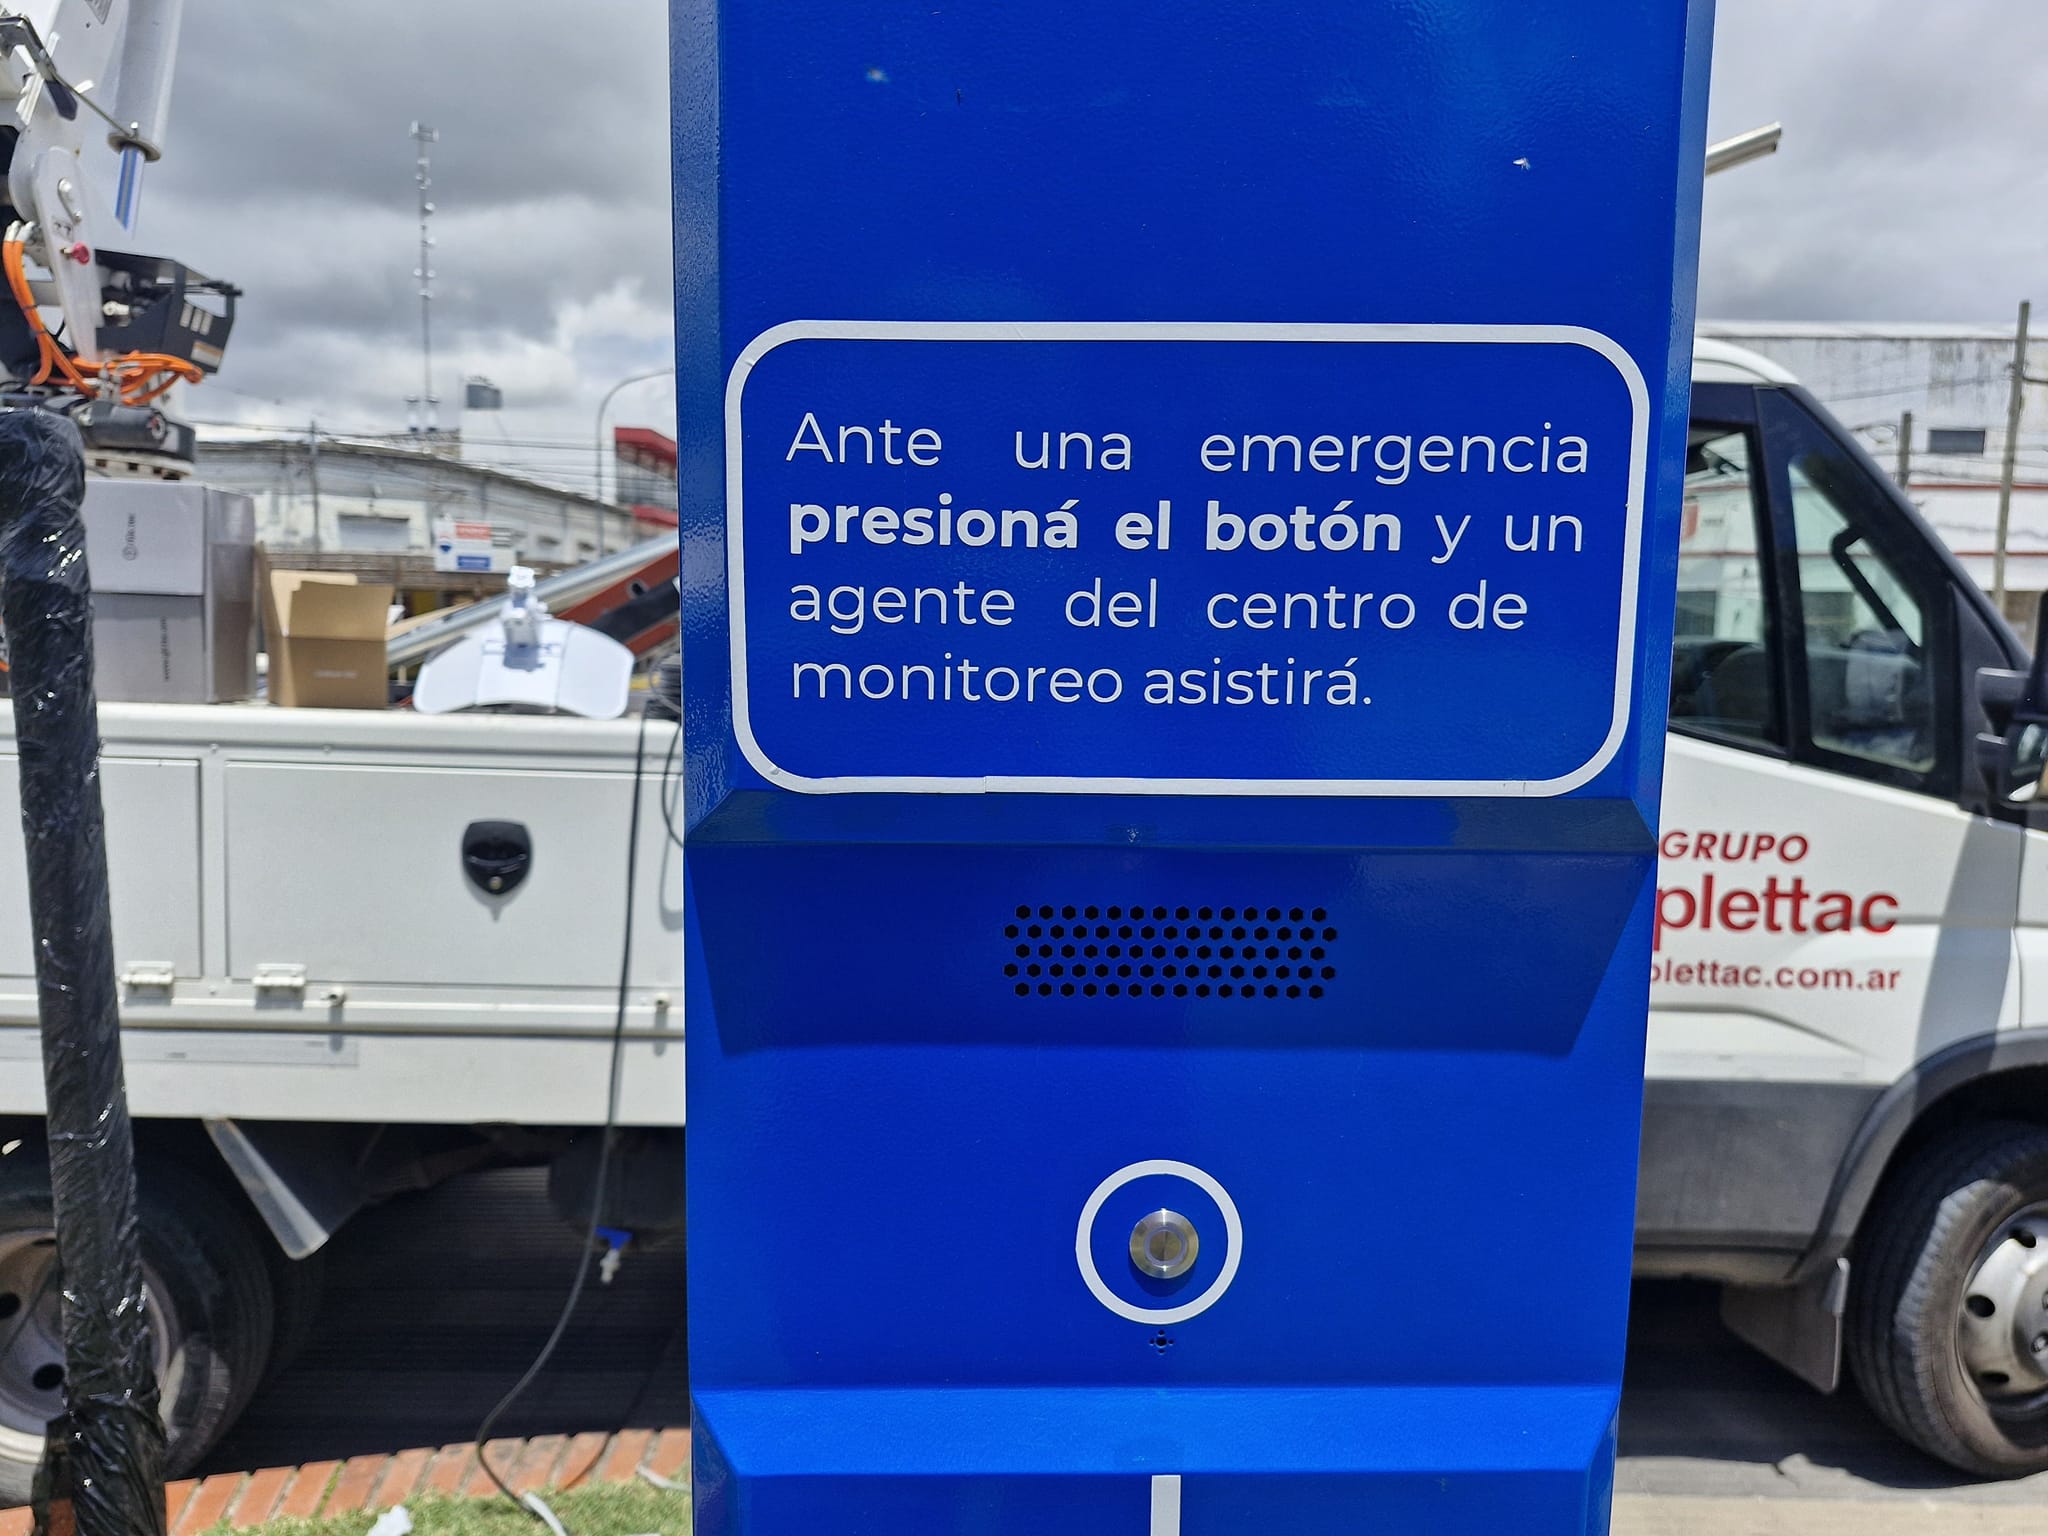 Ante una emergencia
presioná el botón y un
agente del centro de
monitoreo asistirá.
GRUPO
plettac
plettac.com.ar